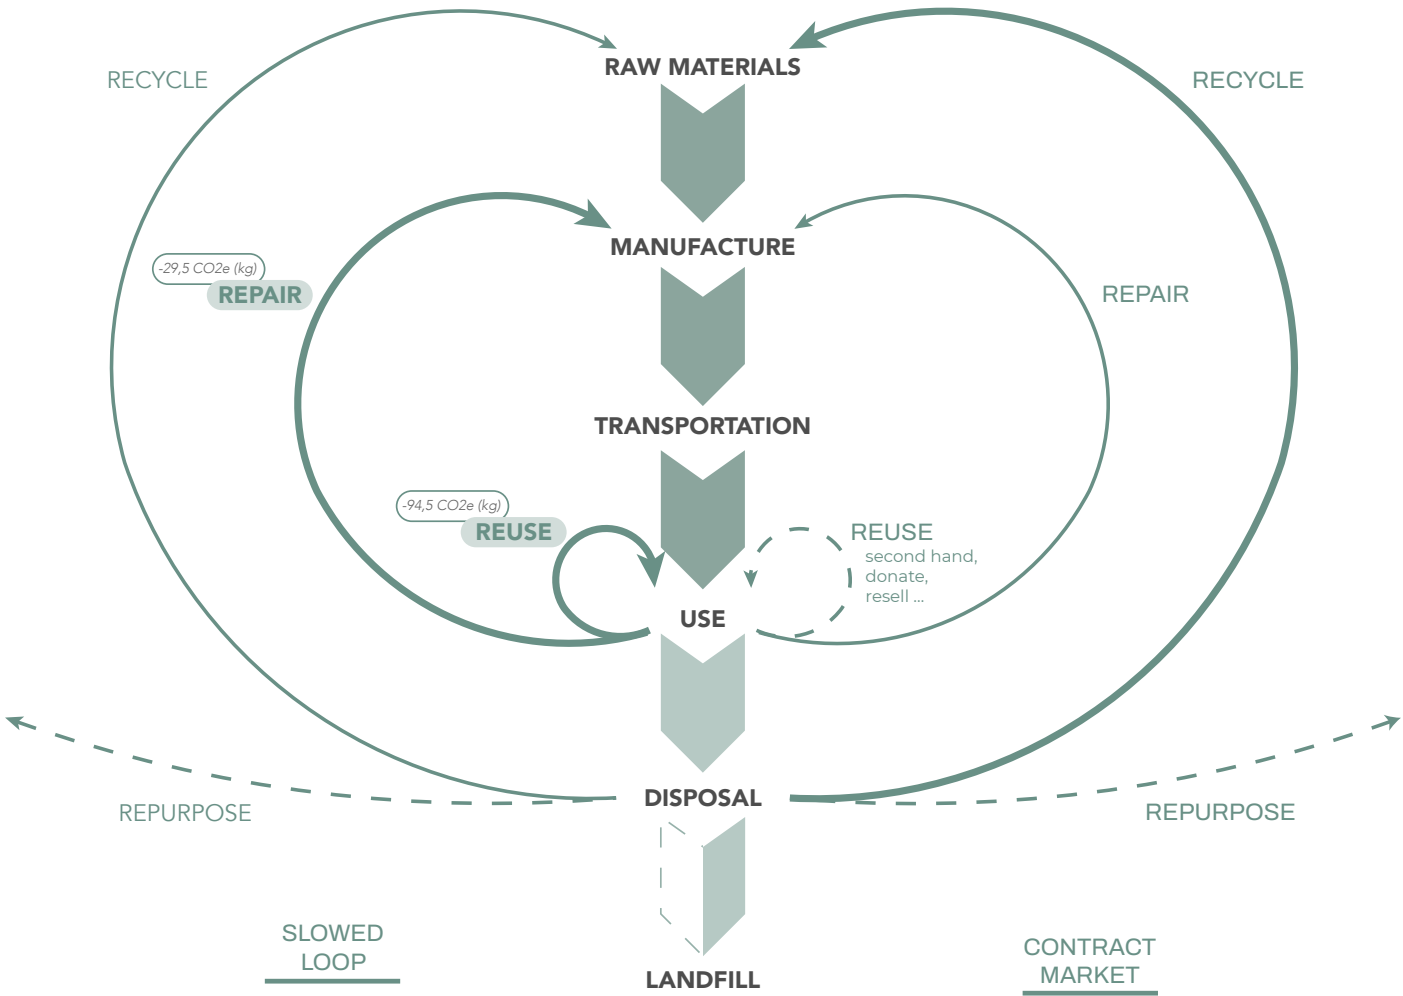 RAW MATERIALS
RECYCLE
RECYCLE
MANUFACTURE
-29,5 CO2e (kg)
REPAIR
REPAIR
TRANSPORTATION
-94,5 CO2e (kg)
REUSE
REUSE
second hand,
donate,
resell ...
USE
DISPOSAL
REPURPOSE
REPURPOSE
SLOWED
LOOP
CONTRACT
MARKET
LANDFILL